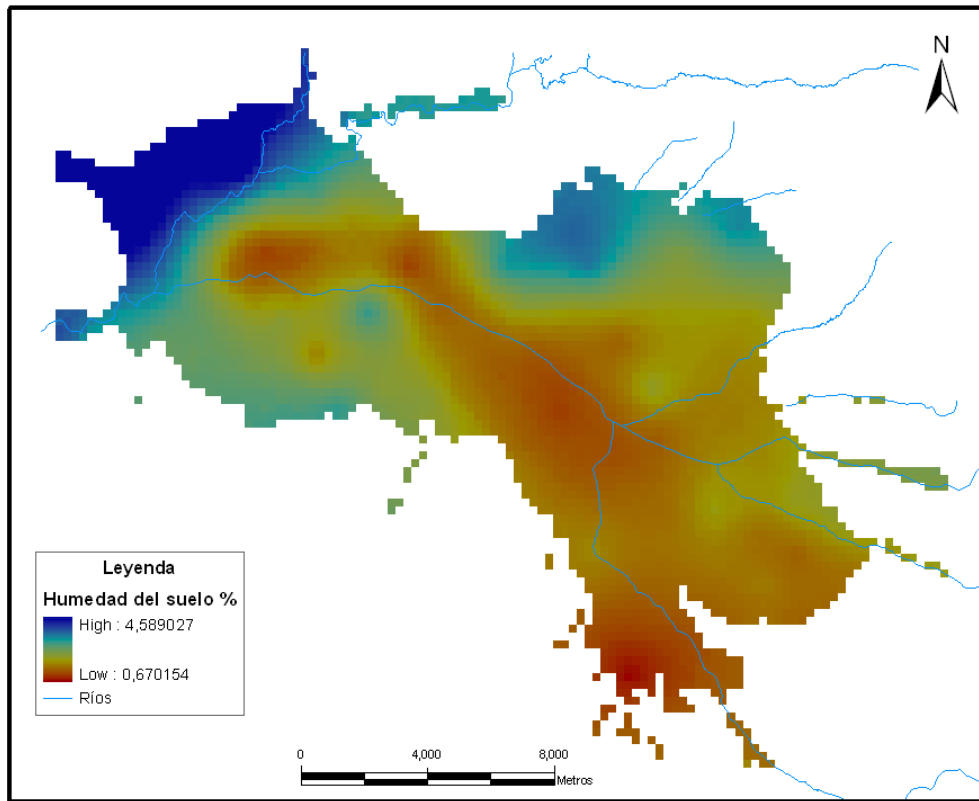 N
Leyenda
Humedad del suelo %
High : 4,589027
Low : 0,670154
Ríos
0 4,000 8,000
Metros